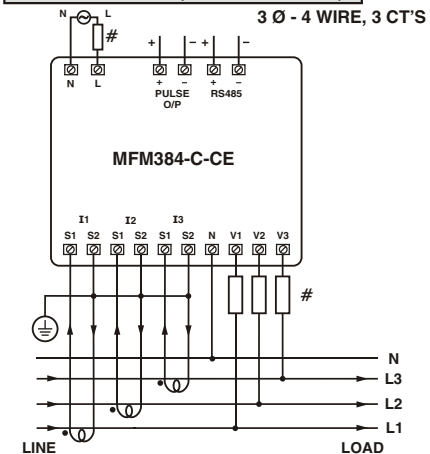 3 Ø - 4 WIRE, 3 CT'S
N L
#
+ – + –
N L + – + –
PULSE O/P RS485
MFM384-C-CE
I1 I2 I3
S1 S2 S1 S2 S1 S2 N V1 V2 V3
#
N
L3
L2
L1
LINE LOAD